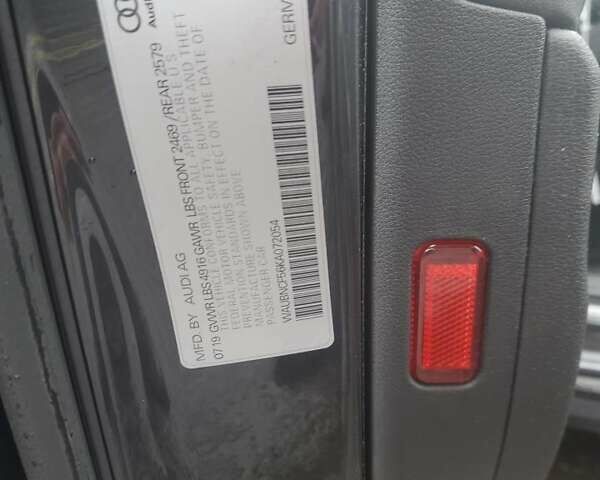 Audi
GERM
MFD. BY AUDI AG
07 19 GVWR LBS 4916 GAWR LBS FRONT 2469 /REAR 2579
THIS VEHICLE CONFORMS TO ALL APPLICABLE U.S.
FEDERAL MOTOR VEHICLE SAFETY, BUMPER AND THEFT
PREVENTION STANDARDS IN EFFECT ON THE DATE OF
MANUFACTURE SHOWN ABOVE
PASSENGER CAR
WAUBNCF56KA072054